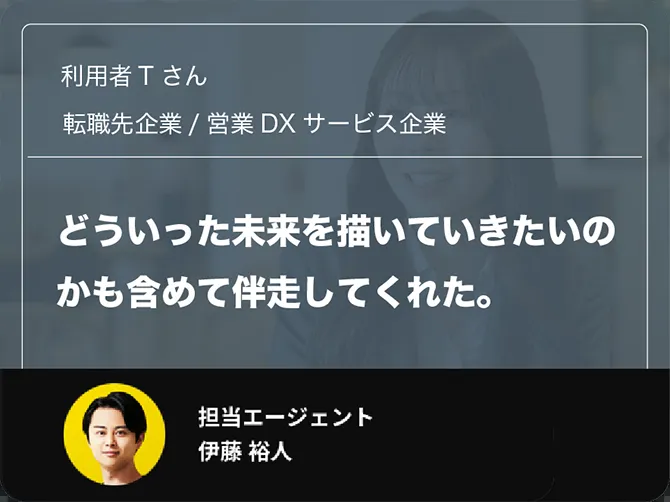 利用者 T さん
転職先企業 / 営業 DX サービス企業
どういった未来を描いていきたいの
かも含めて伴走してくれた。
担当エージェント
伊藤 裕人